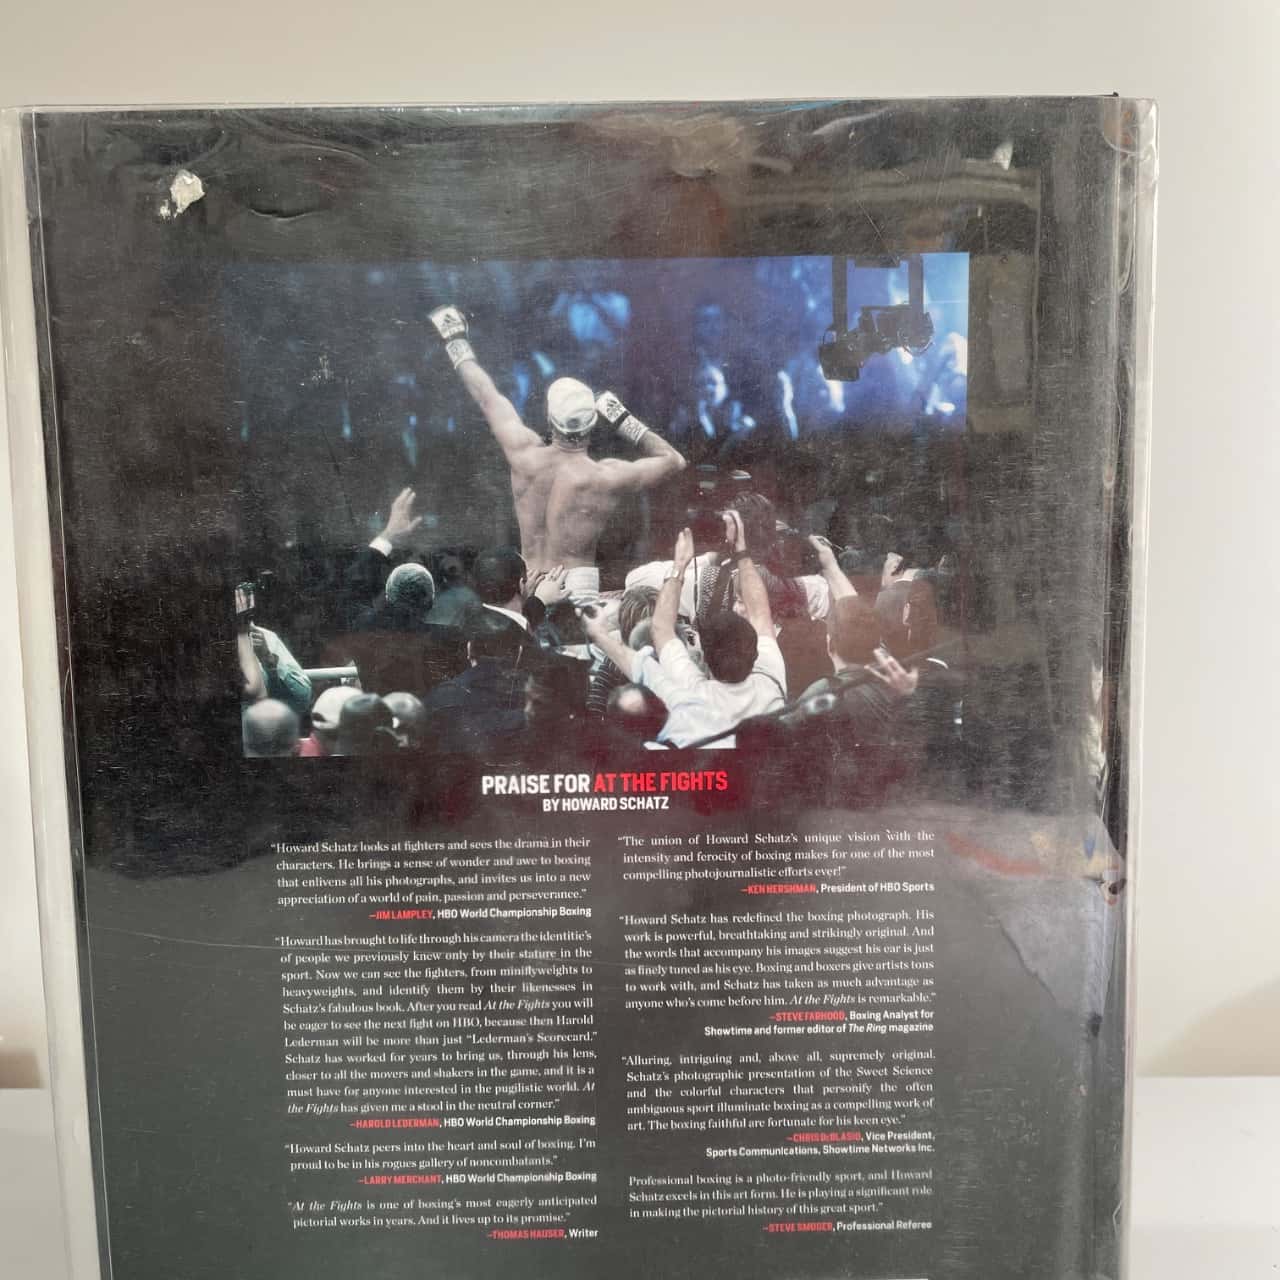 PRAISE FOR AT THE FIGHTS
BY HOWARD SCHATZ
“Howard Schatz looks at fighters and sees the drama in their
characters. He brings a sense of wonder and awe to boxing
that enlivens all his photographs, and invites us into a new
appreciation of a world of pain, passion and perseverance.”
–JIM LAMPLEY, HBO World Championship Boxing
“Howard has brought to life through his camera the identitie’s
of people we previously knew only by their stature in the
sport. Now we can see the fighters, from miniflyweights to
heavyweights, and identify them by their likenesses in
Schatz’s fabulous book. After you read At the Fights you will
be eager to see the next fight on HBO, because then Harold
Lederman will be more than just “Lederman’s Scorecard.”
Schatz has worked for years to bring us, through his lens,
closer to all the movers and shakers in the game, and it is a
must have for anyone interested in the pugilistic world. At
the Fights has given me a stool in the neutral corner.”
–HAROLD LEDERMAN, HBO World Championship Boxing
“Howard Schatz peers into the heart and soul of boxing. I’m
proud to be in his rogues gallery of noncombatants.”
–LARRY MERCHANT, HBO World Championship Boxing
“At the Fights is one of boxing’s most eagerly anticipated
pictorial works in years. And it lives up to its promise.”
–THOMAS HAUSER, Writer
“The union of Howard Schatz’s unique vision with the
intensity and ferocity of boxing makes for one of the most
compelling photojournalistic efforts ever!”
–KEN HERSHMAN, President of HBO Sports
“Howard Schatz has redefined the boxing photograph. His
work is powerful, breathtaking and strikingly original. And
the words that accompany his images suggest his ear is just
as finely tuned as his eye. Boxing and boxers give artists tons
to work with, and Schatz has taken as much advantage as
anyone who’s come before him. At the Fights is remarkable.”
–STEVE FARHOOD, Boxing Analyst for
Showtime and former editor of The Ring magazine
“Alluring, intriguing and, above all, supremely original.
Schatz’s photographic presentation of the Sweet Science
and the colorful characters that personify the often
ambiguous sport illuminate boxing as a compelling work of
art. The boxing faithful are fortunate for his keen eye.”
–CHRIS DeBLASIO, Vice President,
Sports Communications, Showtime Networks Inc.
Professional boxing is a photo-friendly sport, and Howard
Schatz excels in this art form. He is playing a significant role
in making the pictorial history of this great sport.”
–STEVE SMOGER, Professional Referee